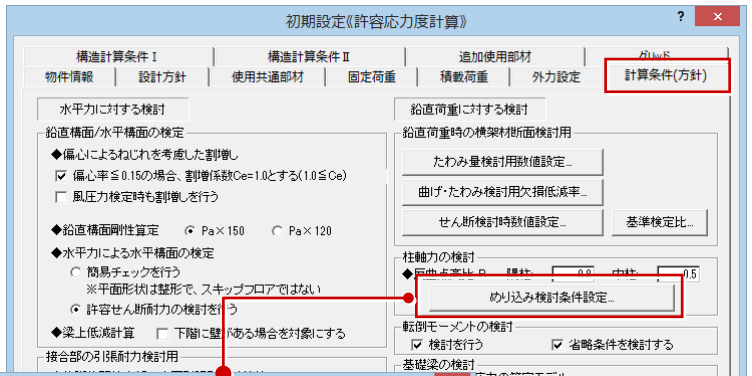 初期設定《許容応力度計算》
? ×
構造計算条件Ⅰ 構造計算条件Ⅱ 追加使用部材 グリッド
物件情報 設計方針 使用共通部材 固定荷重 積載荷重 外力設定 計算条件(方針)
水平力に対する検討
鉛直構面/水平構面の検定
◆偏心によるねじれを考慮した割増し
偏心率≦0.15の場合、割増係数Ce=1.0とする(1.0≦Ce)
風圧力検定時も割増しを行う
◆鉛直構面剛性算定 Pa×150 Pa×120
◆水平力による水平構面の検定
簡易チェックを行う
※平面形状は整形で、スキップフロアではない
許容せん断耐力の検討を行う
◆梁上低減計算 下階に壁がある場合を対象にする
接合部の引張耐力検討用
鉛直荷重に対する検討
鉛直荷重時の横架材断面検討用
たわみ量検討用数値設定...
曲げ・たわみ検討用欠損低減率...
せん断検討時数値設定... 基準検定比...
柱軸力の検討
0.8 0.5
めり込み検討条件設定...
転倒モーメントの検討
検討を行う 省略条件を検討する
基礎梁の検討